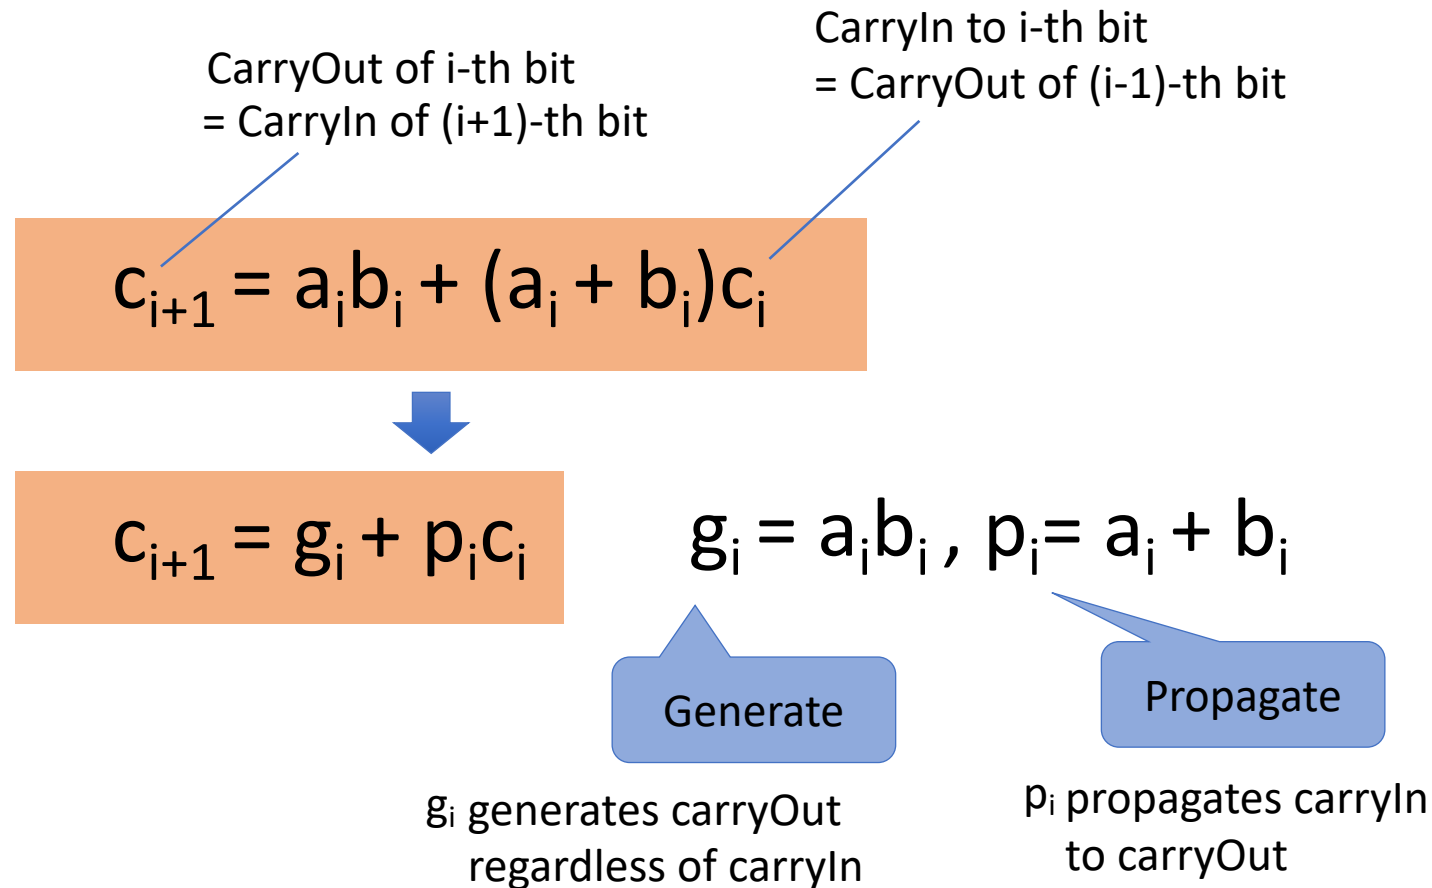 CarryOut of i-th bit
= CarryIn of (i+1)-th bit
CarryIn to i-th bit
= CarryOut of (i-1)-th bit
cᵢ₊₁ = aᵢbᵢ + (aᵢ + bᵢ)cᵢ
cᵢ₊₁ = gᵢ + pᵢcᵢ
gᵢ = aᵢbᵢ , pᵢ= aᵢ + bᵢ
Generate
Propagate
gᵢ generates carryOut
regardless of carryIn
pᵢ propagates carryIn
to carryOut